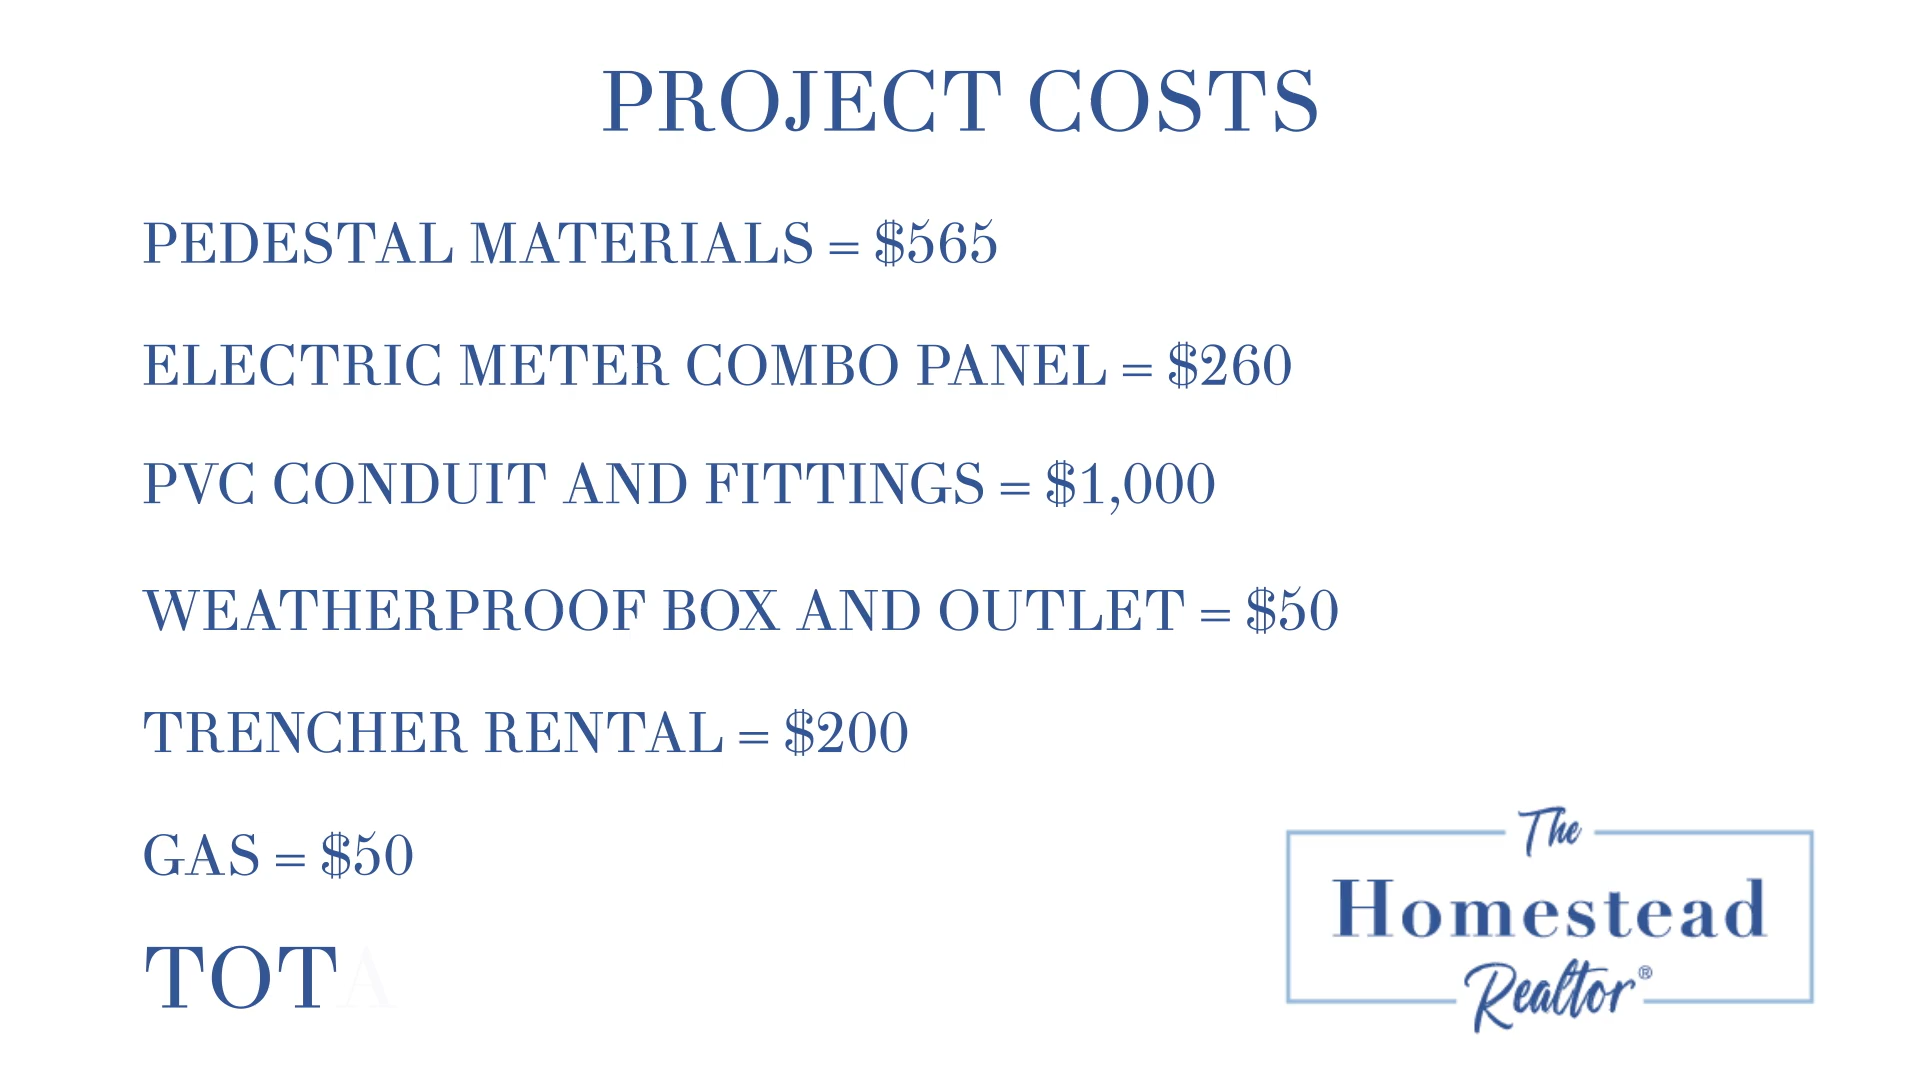 PROJECT COSTS
PEDESTAL MATERIALS = $565
ELECTRIC METER COMBO PANEL = $260
PVC CONDUIT AND FITTINGS = $1,000
WEATHERPROOF BOX AND OUTLET = $50
TRENCHER RENTAL = $200
GAS = $50
TOTA
The
Homestead
Realtor®